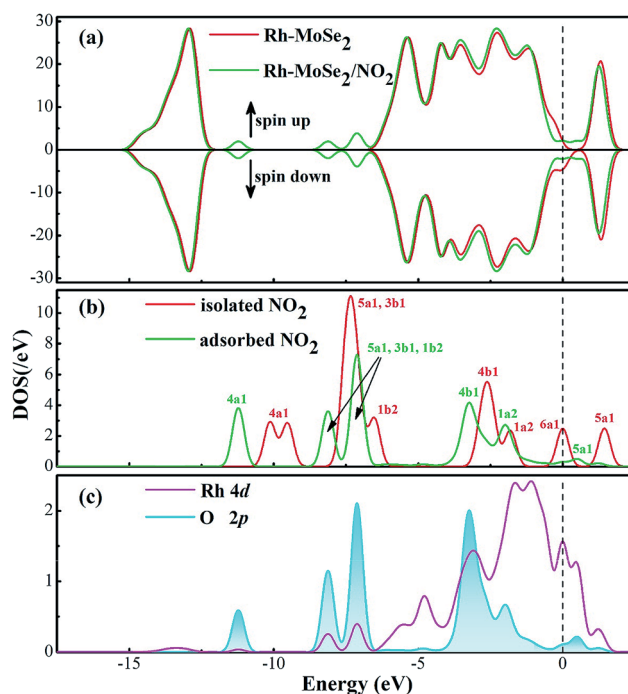 (a)
Rh-MoSe2
Rh-MoSe2/NO2
spin up
spin down
30
20
10
0
0
-10
-20
-30
(b)
isolated NO2
adsorbed NO2
5a1, 3b1
5a1, 3b1, 1b2
4a1
4a1
1b2
4b1
4b1
1a2
1a2
6a1
5a1
5a1
10
8
6
4
2
0
DOS(/eV)
(c)
Rh 4d
O 2p
2
1
0
-15
-10
-5
0
Energy (eV)